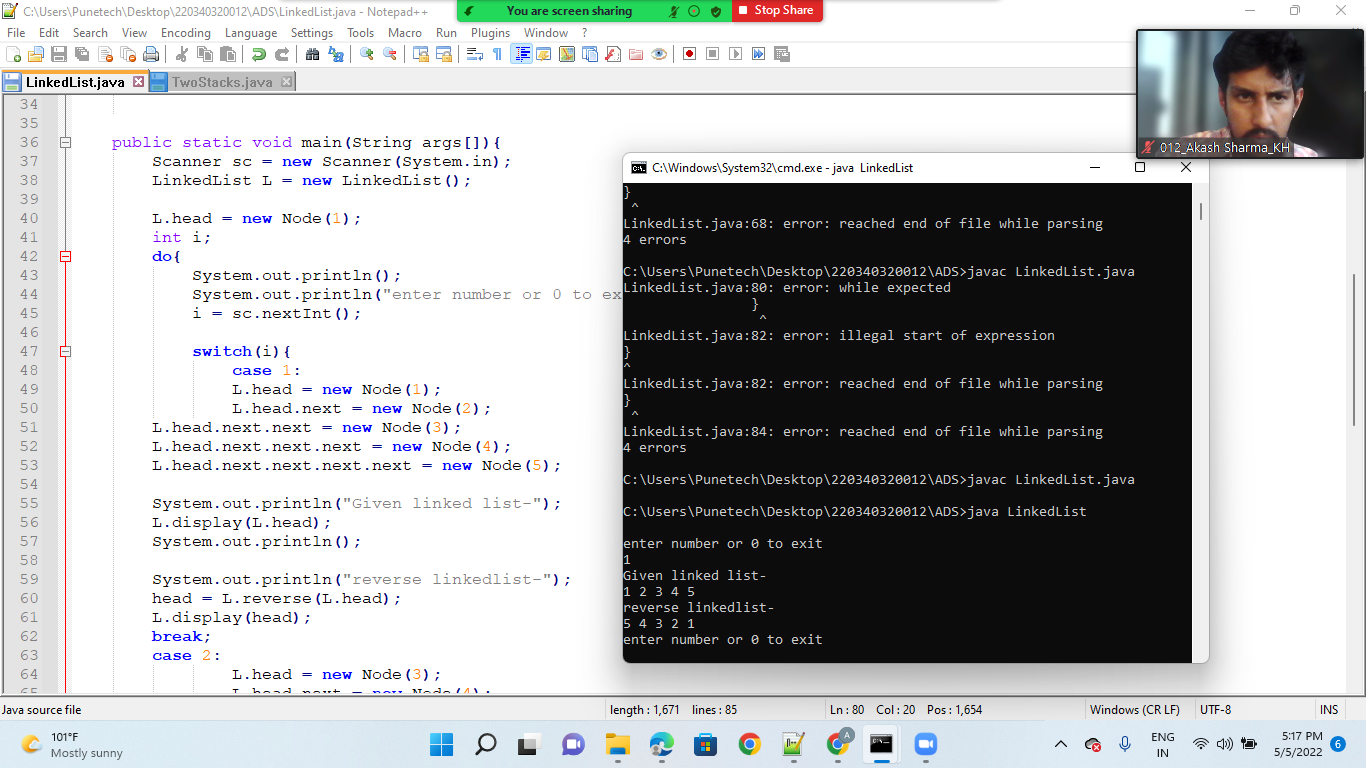 C:\Users\Punetech\Desktop\220340320012\ADS\LinkedList.java - Notepad++
You are screen sharing
Stop Share
File Edit Search View Encoding Language Settings Tools Macro Run Plugins Window ?
LinkedList.java TwoStacks.java
012_Akash Sharma_KH
34
35
36 public static void main(String args[]){
37 Scanner sc = new Scanner(System.in);
38 LinkedList L = new LinkedList();
39
40 L.head = new Node(1);
41 int i;
42 do{
43 System.out.println();
44 System.out.println("enter number or 0 to ex
45 i = sc.nextInt();
46
47 switch(i){
48 case 1:
49 L.head = new Node(1);
50 L.head.next = new Node(2);
51 L.head.next.next = new Node(3);
52 L.head.next.next.next = new Node(4);
53 L.head.next.next.next.next = new Node(5);
54
55 System.out.println("Given linked list-");
56 L.display(L.head);
57 System.out.println();
58
59 System.out.println("reverse linkedlist-");
60 head = L.reverse(L.head);
61 L.display(head);
62 break;
63 case 2:
64 L.head = new Node(3);
65 L.head.next = new Node(4);
C:\Windows\System32\cmd.exe - java LinkedList
}
^
LinkedList.java:68: error: reached end of file while parsing
4 errors
C:\Users\Punetech\Desktop\220340320012\ADS>javac LinkedList.java
LinkedList.java:80: error: while expected
}
^
LinkedList.java:82: error: illegal start of expression
}
^
LinkedList.java:82: error: reached end of file while parsing
}
^
LinkedList.java:84: error: reached end of file while parsing
4 errors
C:\Users\Punetech\Desktop\220340320012\ADS>javac LinkedList.java
C:\Users\Punetech\Desktop\220340320012\ADS>java LinkedList
enter number or 0 to exit
1
Given linked list-
1 2 3 4 5
reverse linkedlist-
5 4 3 2 1
enter number or 0 to exit
Java source file length : 1,671 lines : 85 Ln : 80 Col : 20 Pos : 1,654 Windows (CR LF) UTF-8 INS
101°F
Mostly sunny
A
ENG
IN
5:17 PM
5/5/2022
6